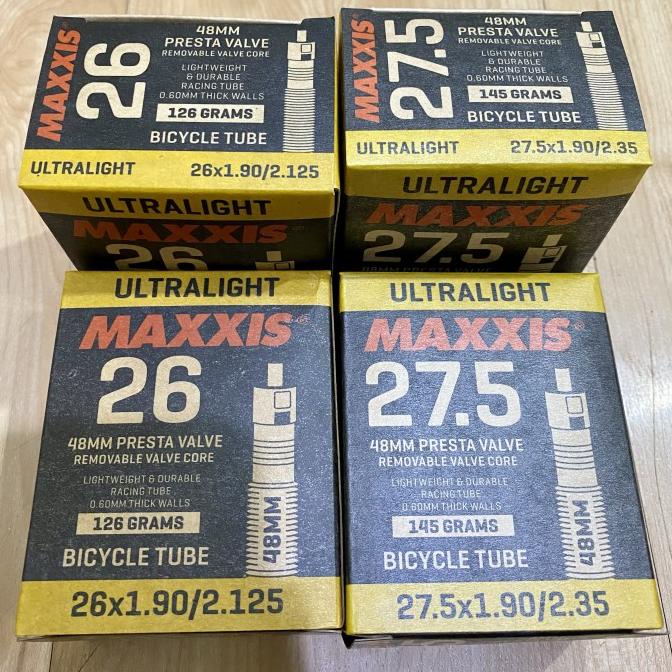 MAXXIS
26
48MM
PRESTA VALVE
REMOVABLE VALVE CORE
LIGHTWEIGHT
& DURABLE
RACING TUBE
0.60MM THICK WALLS
126 GRAMS
BICYCLE TUBE
ULTRALIGHT 26x1.90/2.125
ULTRALIGHT
MAXXIS
26
MAXXIS
27.5
48MM
PRESTA VALVE
REMOVABLE VALVE CORE
LIGHTWEIGHT
& DURABLE
RACING TUBE
0.60MM THICK WALLS
145 GRAMS
BICYCLE TUBE
ULTRALIGHT 27.5x1.90/2.35
ULTRALIGHT
MAXXIS
27.5
48MM PRESTA VALVE
ULTRALIGHT
MAXXIS®
26
48MM PRESTA VALVE
REMOVABLE VALVE CORE
LIGHTWEIGHT & DURABLE
RACING TUBE
0.60MM THICK WALLS
126 GRAMS
BICYCLE TUBE
48MM
26x1.90/2.125
ULTRALIGHT
MAXXIS®
27.5
48MM PRESTA VALVE
REMOVABLE VALVE CORE
LIGHTWEIGHT & DURABLE
RACING TUBE
0.60MM THICK WALLS
145 GRAMS
BICYCLE TUBE
48MM
27.5x1.90/2.35